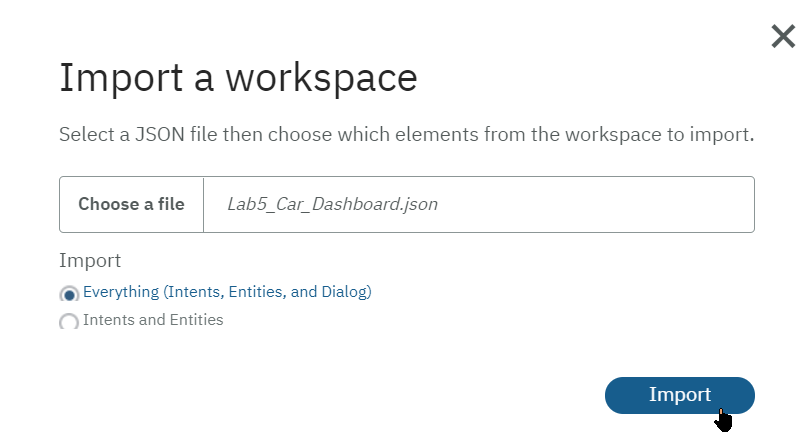 Import a workspace
Select a JSON file then choose which elements from the workspace to import.
Choose a file Lab5_Car_Dashboard.json
Import
Everything (Intents, Entities, and Dialog)
Intents and Entities
Import